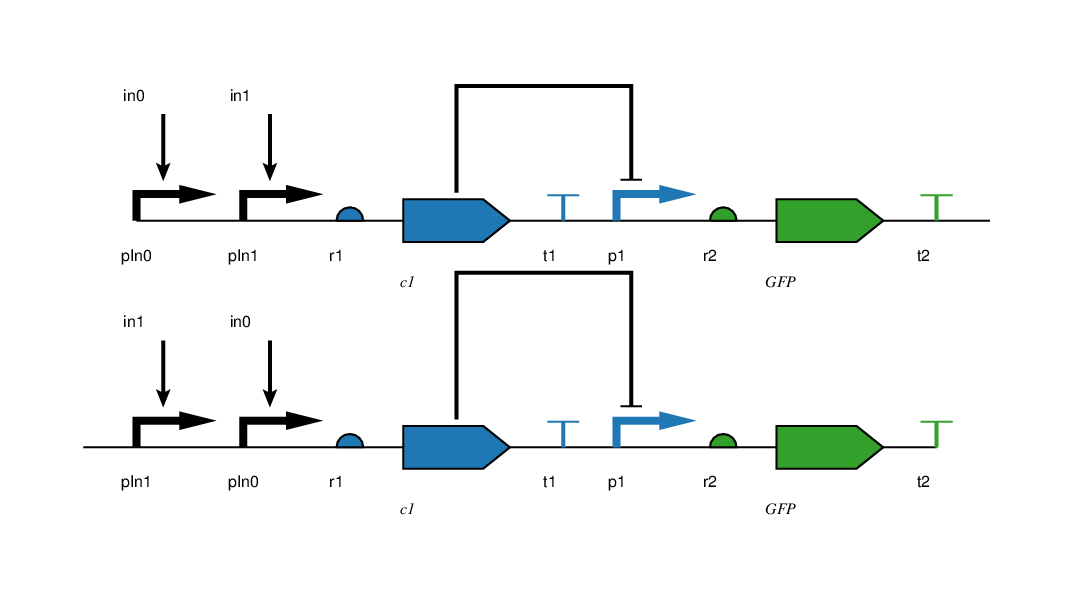 in0 in1
pIn0 pIn1 r1 t1 p1 r2 t2
c1 GFP
in1 in0
pIn1 pIn0 r1 t1 p1 r2 t2
c1 GFP